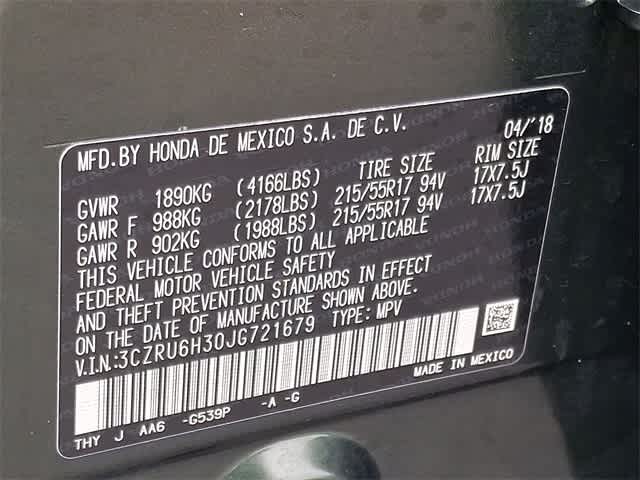 MFD.BY HONDA DE MEXICO S.A. DE C.V. 04/'18
TIRE SIZE RIM SIZE
GVWR 1890KG (4166LBS)
GAWR F 988KG (2178LBS) 215/55R17 94V 17X7.5J
GAWR R 902KG (1988LBS) 215/55R17 94V 17X7.5J
THIS VEHICLE CONFORMS TO ALL APPLICABLE
FEDERAL MOTOR VEHICLE SAFETY
AND THEFT PREVENTION STANDARDS IN EFFECT
ON THE DATE OF MANUFACTURE SHOWN ABOVE.
V.I.N.:3CZRU6H30JG721679 TYPE: MPV
MADE IN MEXICO
THY J AA6 -G539P -A -G